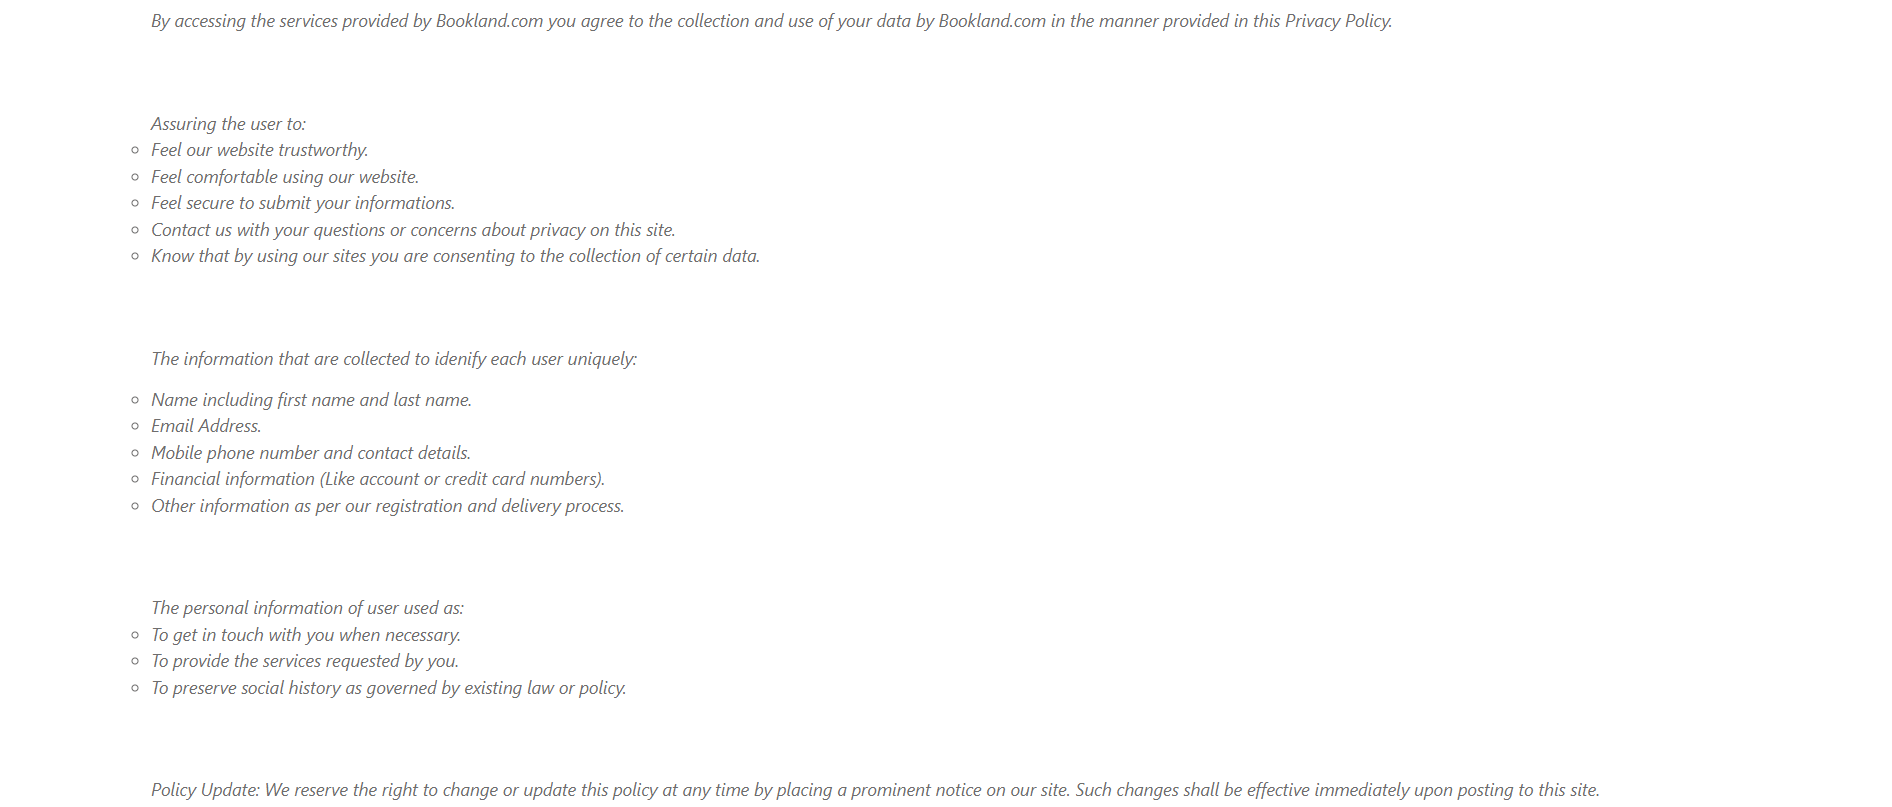 By accessing the services provided by Bookland.com you agree to the collection and use of your data by Bookland.com in the manner provided in this Privacy Policy.
Assuring the user to:
Feel our website trustworthy.
Feel comfortable using our website.
Feel secure to submit your informations.
Contact us with your questions or concerns about privacy on this site.
Know that by using our sites you are consenting to the collection of certain data.
The information that are collected to idenify each user uniquely:
Name including first name and last name.
Email Address.
Mobile phone number and contact details.
Financial information (Like account or credit card numbers).
Other information as per our registration and delivery process.
The personal information of user used as:
To get in touch with you when necessary.
To provide the services requested by you.
To preserve social history as governed by existing law or policy.
Policy Update: We reserve the right to change or update this policy at any time by placing a prominent notice on our site. Such changes shall be effective immediately upon posting to this site.